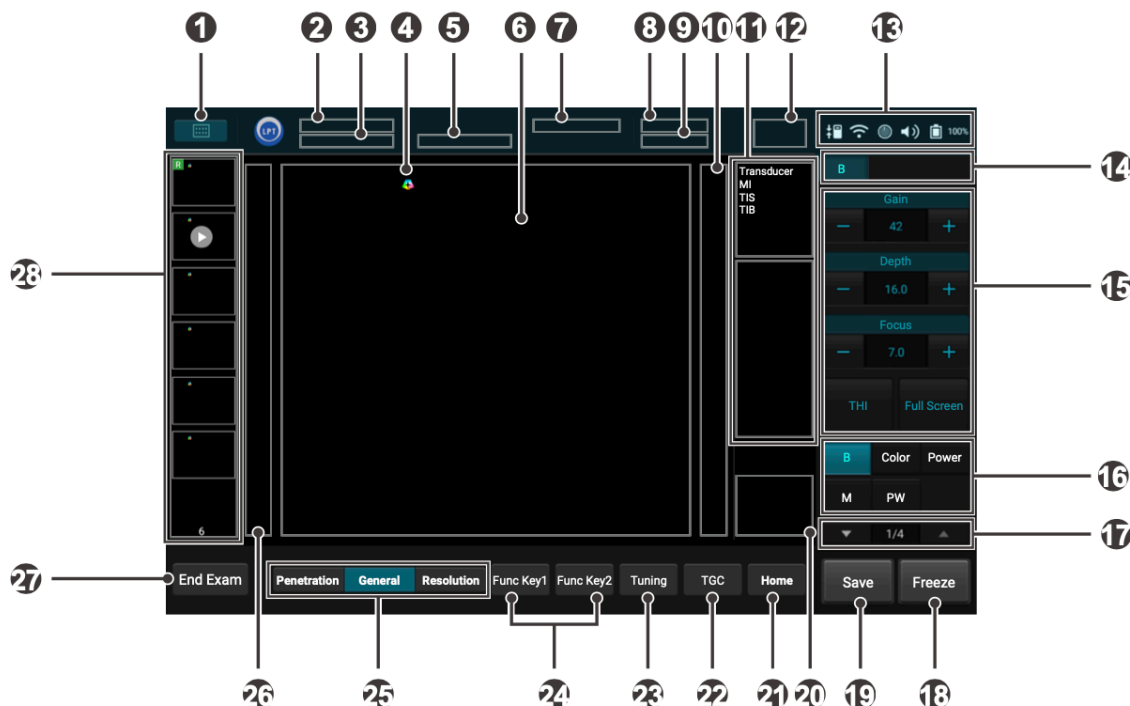 1 2 3 4 5 6 7 8 9 10 11 12 13
LPT
100%
R
Transducer
MI
TIS
TIB
B
14
Gain
− 42 +
28
Depth
− 16.0 +
15
Focus
− 7.0 +
THI Full Screen
B Color Power
16
M PW
6
1/4
17
27
End Exam
Penetration General Resolution
Func Key1 Func Key2 Tuning TGC Home
Save Freeze
26 25 24 23 22 21 20 19 18